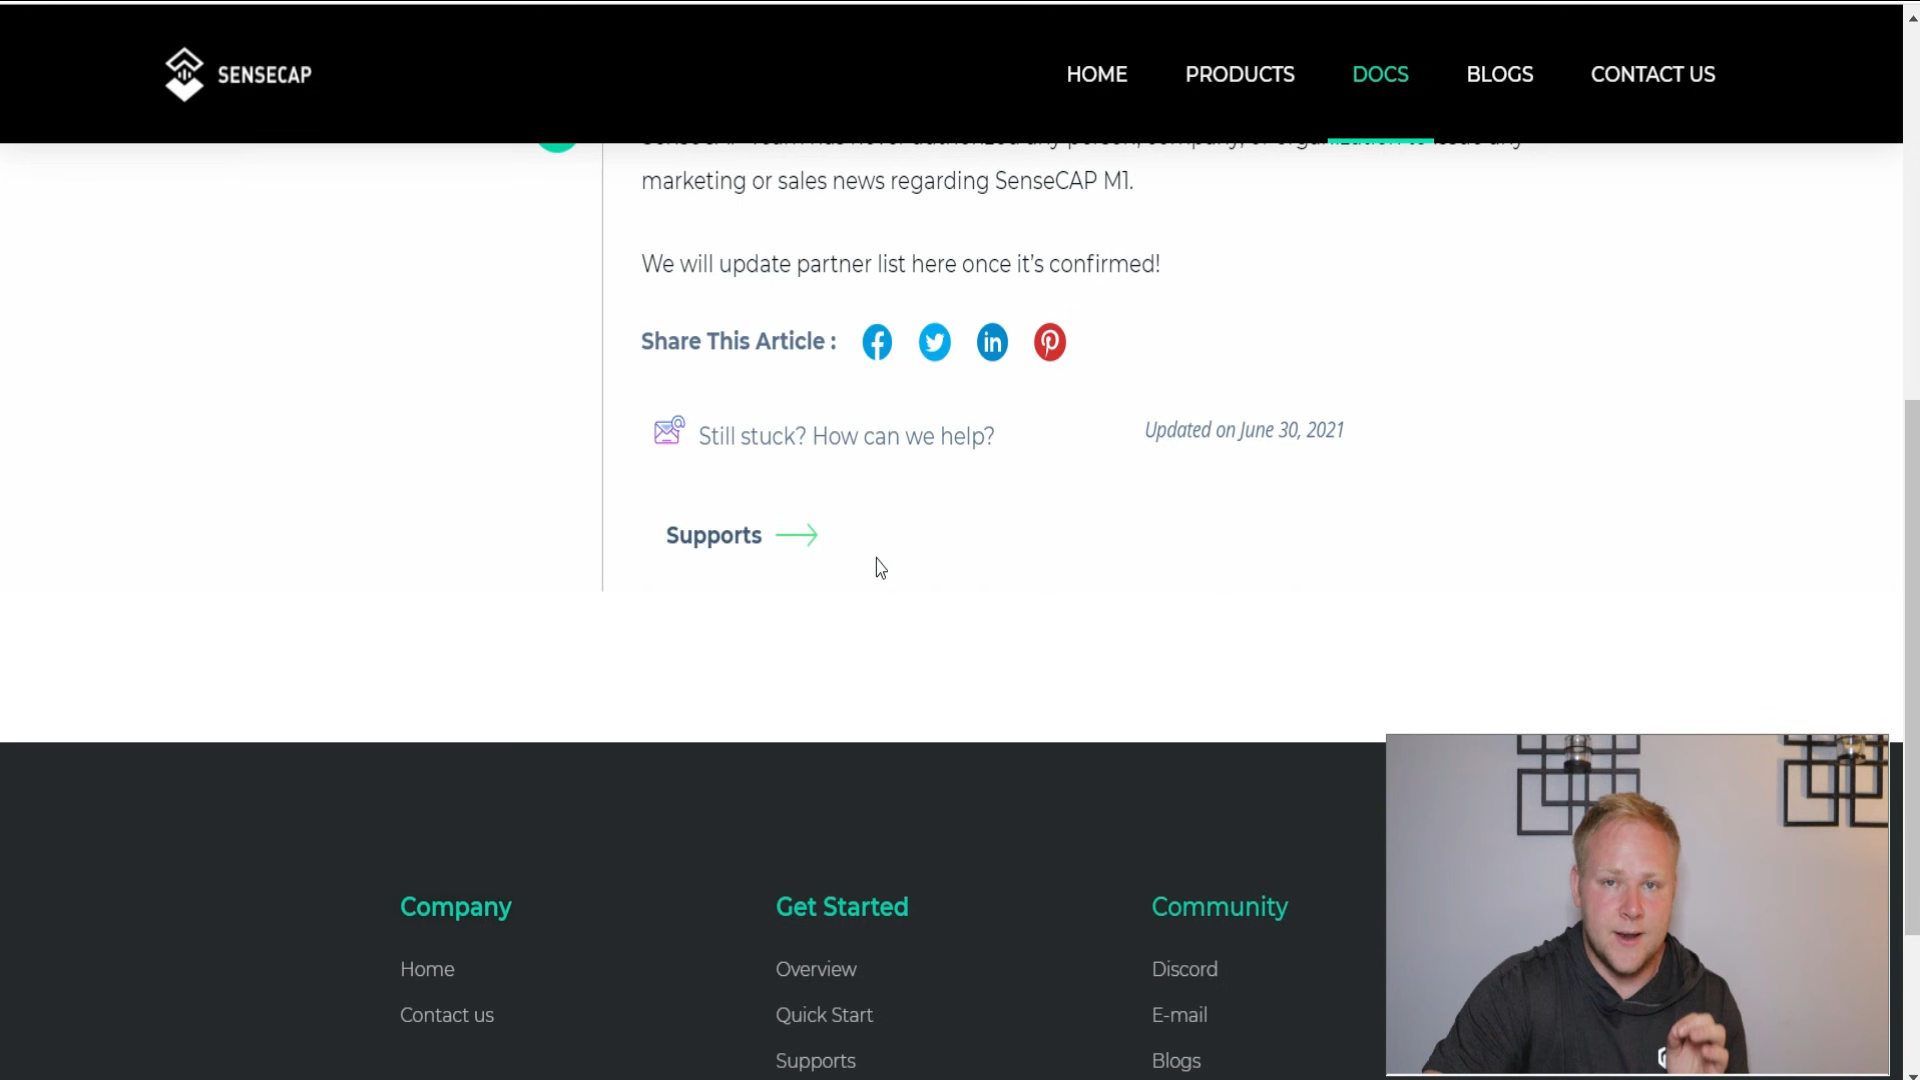 SENSECAP
HOME PRODUCTS DOCS BLOGS CONTACT US
marketing or sales news regarding SenseCAP M1.
We will update partner list here once it's confirmed!
Share This Article :
Still stuck? How can we help?
Updated on June 30, 2021
Supports
Company Get Started Community
Home Overview Discord
Contact us Quick Start E-mail
Supports Blogs